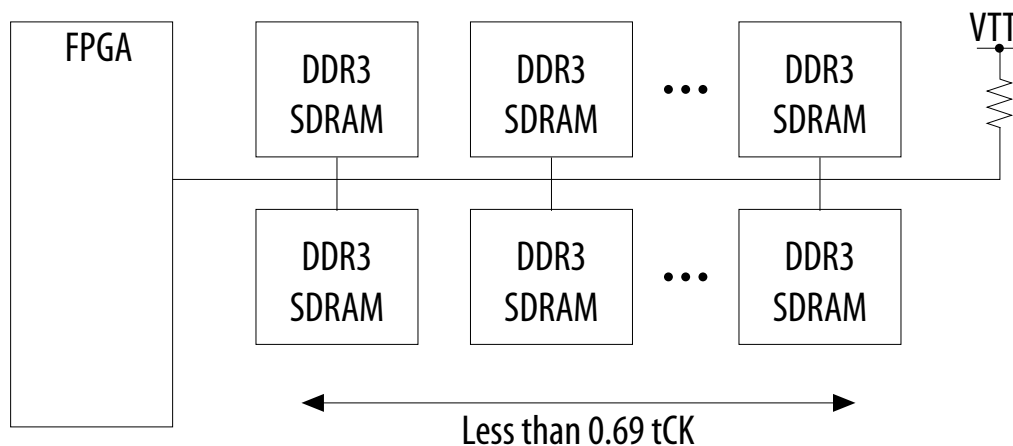 FPGA
DDR3
SDRAM
DDR3
SDRAM
•••
DDR3
SDRAM
VTT
DDR3
SDRAM
DDR3
SDRAM
•••
DDR3
SDRAM
Less than 0.69 tCK